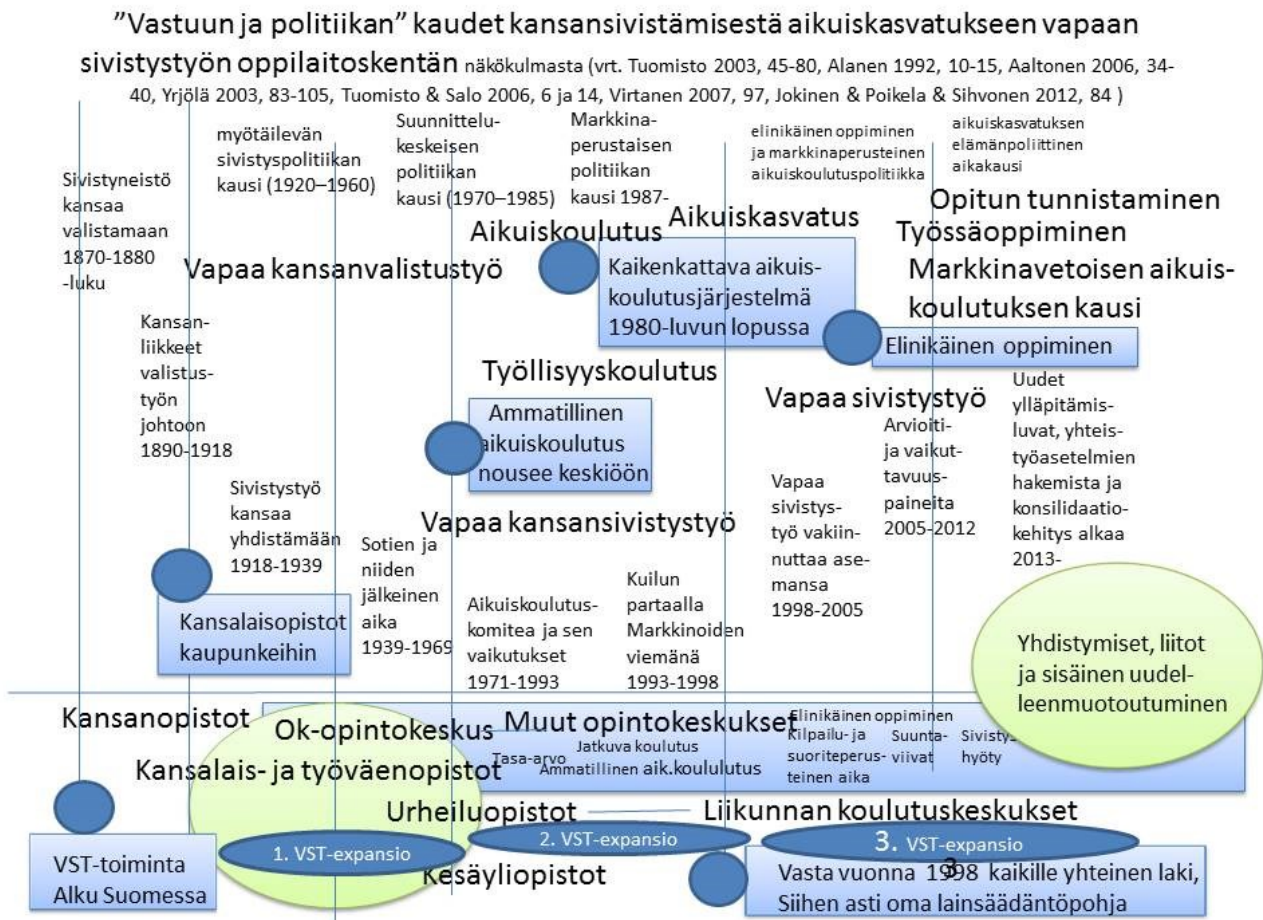 ”Vastuun ja politiikan” kaudet kansansivistämisestä aikuiskasvatukseen vapaan
sivistystyön oppilaitoskentän näkökulmasta (vrt. Tuomisto 2003, 45-80, Alanen 1992, 10-15, Aaltonen 2006, 34-
40, Yrjölä 2003, 83-105, Tuomisto & Salo 2006, 6 ja 14, Virtanen 2007, 97, Jokinen & Poikela & Sihvonen 2012, 84 )
Sivistyneistö
kansaa
valistamaan
1870-1880
-luku
myötäilevän
sivistyspolitiikan
kausi (1920–1960)
Suunnittelu-
keskeisen
politiikan
kausi (1970–1985)
Markkina-
perustaisen
politiikan
kausi 1987-
elinikäinen oppiminen
ja markkinaperusteinen
aikuiskoulutuspolitiikka
aikuiskasvatuksen
elämänpoliittinen
aikakausi
Opitun tunnistaminen
Aikuiskasvatus
Aikuiskoulutus
Työssäoppiminen
Vapaa kansanvalistustyö
Kaikenkattava aikuis-
koulutusjärjestelmä
1980-luvun lopussa
Markkinavetoisen aikuis-
koulutuksen kausi
Elinikäinen oppiminen
Kansan-
liikkeet
valistus-
työn
johtoon
1890-1918
Työllisyyskoulutus
Ammatillinen
aikuiskoulutus
nousee keskiöön
Vapaa sivistystyö
Arvioiti-
ja vaikut-
tavuus-
paineita
2005-2012
Uudet
ylläpitämis-
luvat, yhteis-
työasetelmien
hakemista ja
konsilidaatio-
kehitys alkaa
2013-
Sivistystyö
kansaa
yhdistämään
1918-1939
Vapaa kansansivistystyö
Vapaa
sivistys-
työ vakiin-
nuttaa ase-
mansa
1998-2005
Sotien ja
niiden
jälkeinen
aika
1939-1969
Aikuiskoulutus-
komitea ja sen
vaikutukset
1971-1993
Kuilun
partaalla
Markkinoiden
viemänä
1993-1998
Kansalaisopistot
kaupunkeihin
Yhdistymiset, liitot
ja sisäinen uudel-
leenmuotoutuminen
Kansanopistot
Ok-opintokeskus
Muut opintokeskukset
Kansalais- ja työväenopistot
Tasa-arvo
Jatkuva koulutus
Ammatillinen aik.koululutus
Elinikäinen oppiminen
kilpailu- ja
suoriteperus-
teinen aika
Suunta-
viivat
Sivistys
hyöty
Urheiluopistot
Liikunnan koulutuskeskukset
1. VST-expansio
2. VST-expansio
3. VST-expansio
3
VST-toiminta
Alku Suomessa
Kesäyliopistot
Vasta vuonna 1998 kaikille yhteinen laki,
Siihen asti oma lainsäädäntöpohja